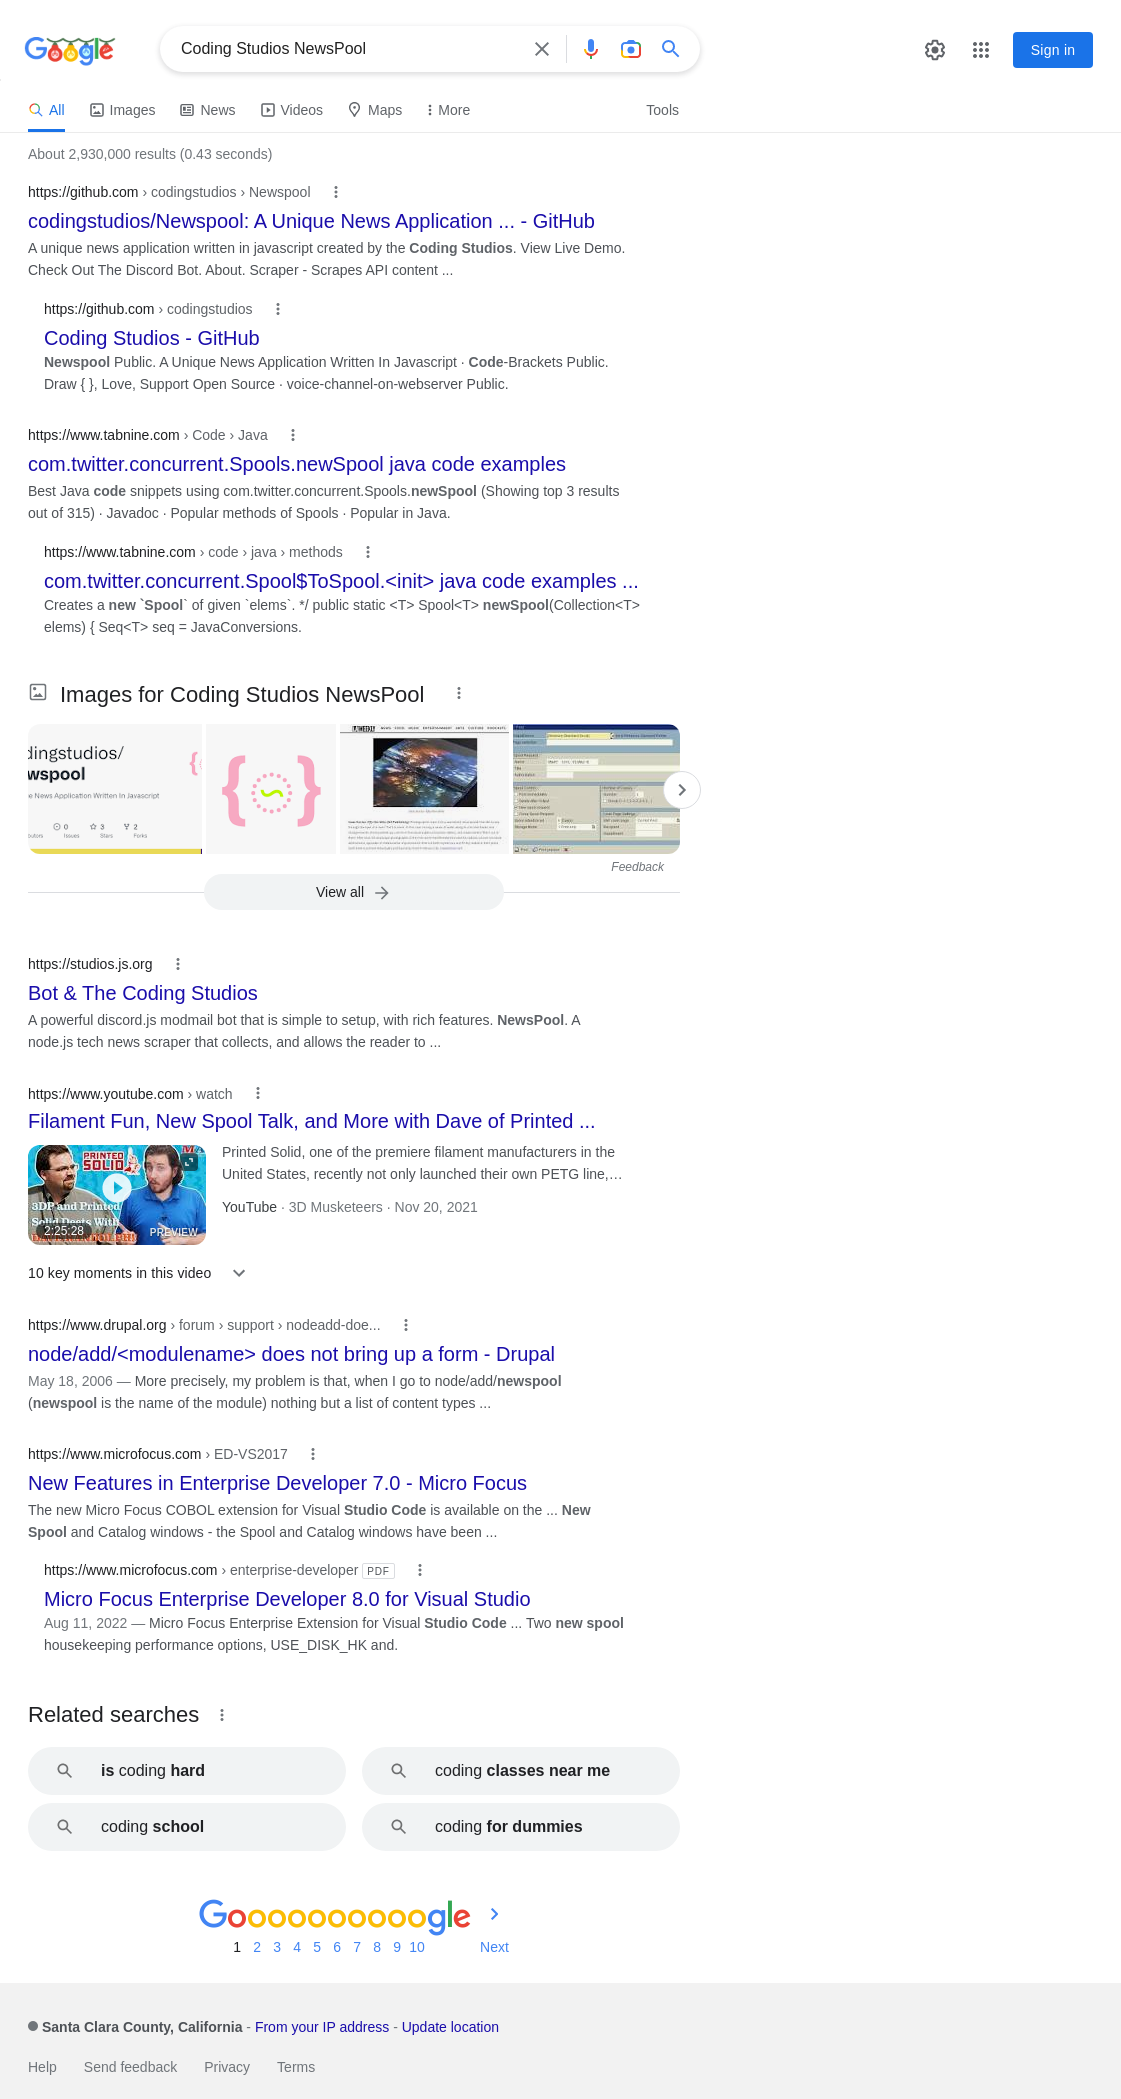 Google
Coding Studios NewsPool
Sign in
All
Images
News
Videos
Maps
More
Tools
About 2,930,000 results (0.43 seconds)
https://github.com › codingstudios › Newspool
codingstudios/Newspool: A Unique News Application ... - GitHub
A unique news application written in javascript created by the Coding Studios. View Live Demo.
Check Out The Discord Bot. About. Scraper - Scrapes API content ...
https://github.com › codingstudios
Coding Studios - GitHub
Newspool Public. A Unique News Application Written In Javascript · Code-Brackets Public.
Draw { }, Love, Support Open Source · voice-channel-on-webserver Public.
https://www.tabnine.com › Code › Java
com.twitter.concurrent.Spools.newSpool java code examples
Best Java code snippets using com.twitter.concurrent.Spools.newSpool (Showing top 3 results
out of 315) · Javadoc · Popular methods of Spools · Popular in Java.
https://www.tabnine.com › code › java › methods
com.twitter.concurrent.Spool$ToSpool.<init> java code examples ...
Creates a new `Spool` of given `elems`. */ public static <T> Spool<T> newSpool(Collection<T>
elems) { Seq<T> seq = JavaConversions.
Images for Coding Studios NewsPool
dingstudios/
wspool
e News Application Written In Javascript
0
3
2
utors
Issues
Stars
Forks
Feedback
View all
https://studios.js.org
Bot & The Coding Studios
A powerful discord.js modmail bot that is simple to setup, with rich features. NewsPool. A
node.js tech news scraper that collects, and allows the reader to ...
https://www.youtube.com › watch
Filament Fun, New Spool Talk, and More with Dave of Printed ...
PRINTED
SOLID
3DP and Printed
Solid Deets With
2:25:28
PREVIEW
Printed Solid, one of the premiere filament manufacturers in the
United States, recently not only launched their own PETG line,…
YouTube · 3D Musketeers · Nov 20, 2021
10 key moments in this video
https://www.drupal.org › forum › support › nodeadd-doe...
node/add/<modulename> does not bring up a form - Drupal
May 18, 2006 — More precisely, my problem is that, when I go to node/add/newspool
(newspool is the name of the module) nothing but a list of content types ...
https://www.microfocus.com › ED-VS2017
New Features in Enterprise Developer 7.0 - Micro Focus
The new Micro Focus COBOL extension for Visual Studio Code is available on the ... New
Spool and Catalog windows - the Spool and Catalog windows have been ...
https://www.microfocus.com › enterprise-developer PDF
Micro Focus Enterprise Developer 8.0 for Visual Studio
Aug 11, 2022 — Micro Focus Enterprise Extension for Visual Studio Code ... Two new spool
housekeeping performance options, USE_DISK_HK and.
Related searches
is coding hard
coding classes near me
coding school
coding for dummies
Goooooooooogle
1 2 3 4 5 6 7 8 9 10 Next
Santa Clara County, California - From your IP address - Update location
Help
Send feedback
Privacy
Terms